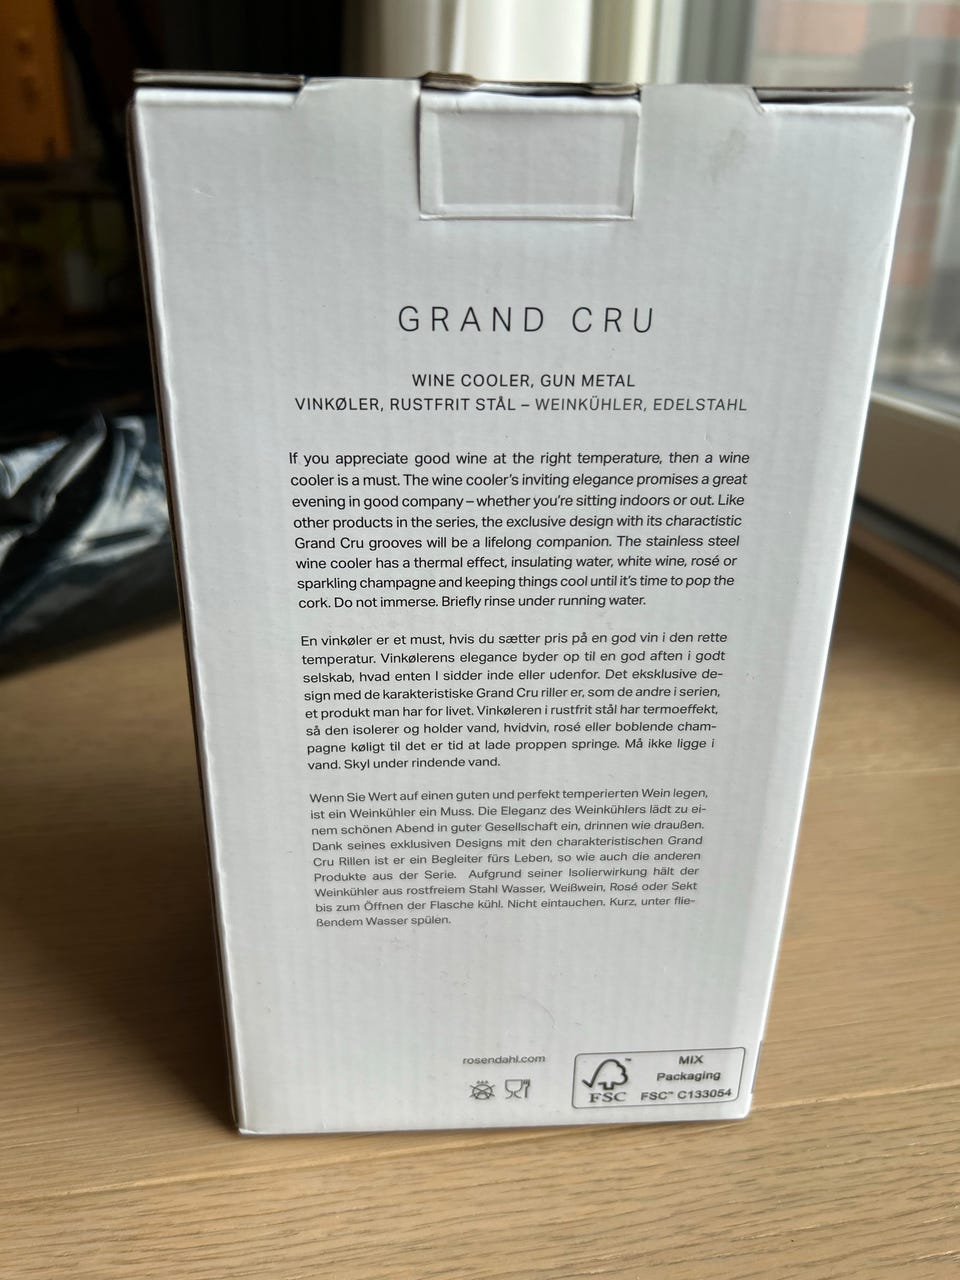 GRAND CRU
WINE COOLER, GUN METAL
VINKØLER, RUSTFRIT STÅL – WEINKÜHLER, EDELSTAHL
If you appreciate good wine at the right temperature, then a wine
cooler is a must. The wine cooler's inviting elegance promises a great
evening in good company – whether you're sitting indoors or out. Like
other products in the series, the exclusive design with its charactistic
Grand Cru grooves will be a lifelong companion. The stainless steel
wine cooler has a thermal effect, insulating water, white wine, rosé or
sparkling champagne and keeping things cool until it's time to pop the
cork. Do not immerse. Briefly rinse under running water.
En vinkøler er et must, hvis du sætter pris på en god vin i den rette
temperatur. Vinkølerens elegance byder op til en god aften i godt
selskab, hvad enten I sidder inde eller udenfor. Det eksklusive de-
sign med de karakteristiske Grand Cru riller er, som de andre i serien,
et produkt man har for livet. Vinkøleren i rustfrit stål har termoeffekt,
så den isolerer og holder vand, hvidvin, rosé eller boblende cham-
pagne køligt til det er tid at lade proppen springe. Må ikke ligge i
vand. Skyl under rindende vand.
Wenn Sie Wert auf einen guten und perfekt temperierten Wein legen,
ist ein Weinkühler ein Muss. Die Eleganz des Weinkühlers lädt zu ei-
nem schönen Abend in guter Gesellschaft ein, drinnen wie draußen.
Dank seines exklusiven Designs mit den charakteristischen Grand
Cru Rillen ist er ein Begleiter fürs Leben, so wie auch die anderen
Produkte aus der Serie. Aufgrund seiner Isolierwirkung hält der
Weinkühler aus rostfreiem Stahl Wasser, Weißwein, Rosé oder Sekt
bis zum Öffnen der Flasche kühl. Nicht eintauchen. Kurz, unter flie-
ßendem Wasser spülen.
rosendahl.com
MIX
Packaging
FSC™ C133054
FSC